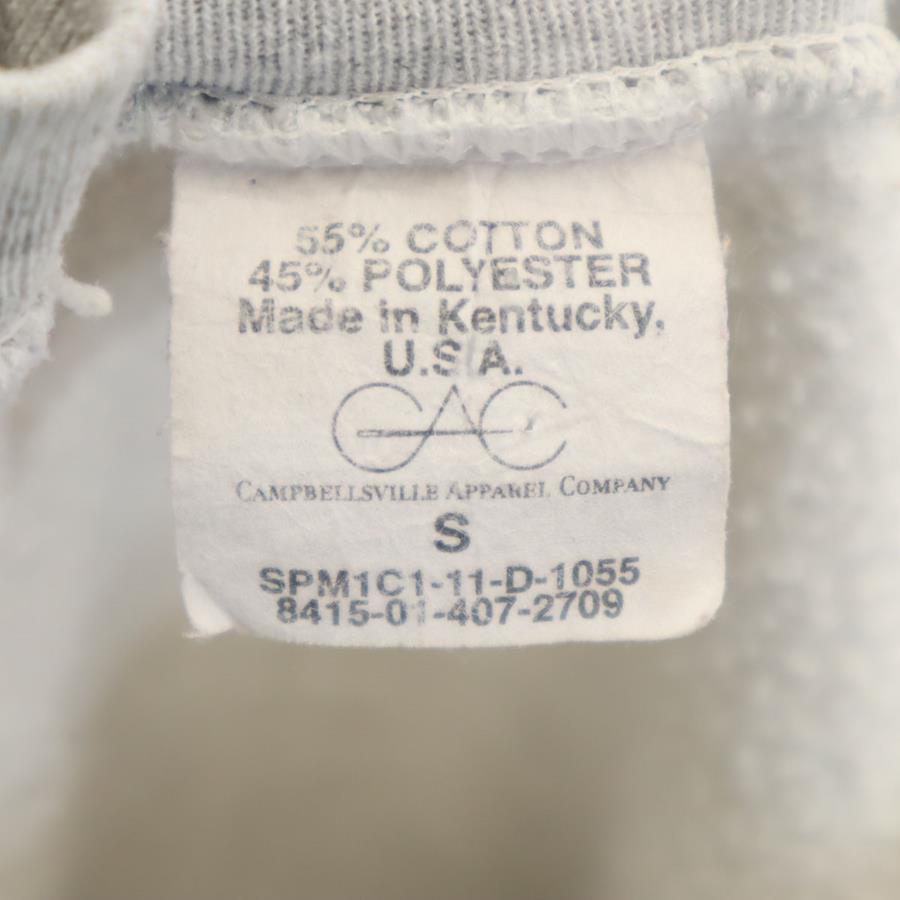 55% COTTON
45% POLYESTER
Made in Kentucky,
U.S.A.
CAC
CAMPBELLSVILLE APPAREL COMPANY
S
SPM1C1-11-D-1055
8415-01-407-2709